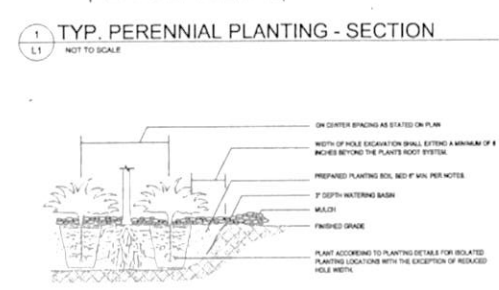 1
L1
TYP. PERENNIAL PLANTING - SECTION
NOT TO SCALE
ON CENTER SPACING AS STATED ON PLAN
WIDTH OF HOLE EXCAVATION SHALL EXTEND A MINIMUM OF 6
INCHES BEYOND THE PLANT'S ROOT SYSTEM.
PREPARED PLANTING SOIL BED 6" MIN. PER NOTES.
3" DEPTH WATERING BASIN
MULCH
FINISHED GRADE
PLANT ACCORDING TO PLANTING DETAILS FOR ISOLATED
PLANTING LOCATIONS WITH THE EXCEPTION OF REDUCED
HOLE WIDTH.